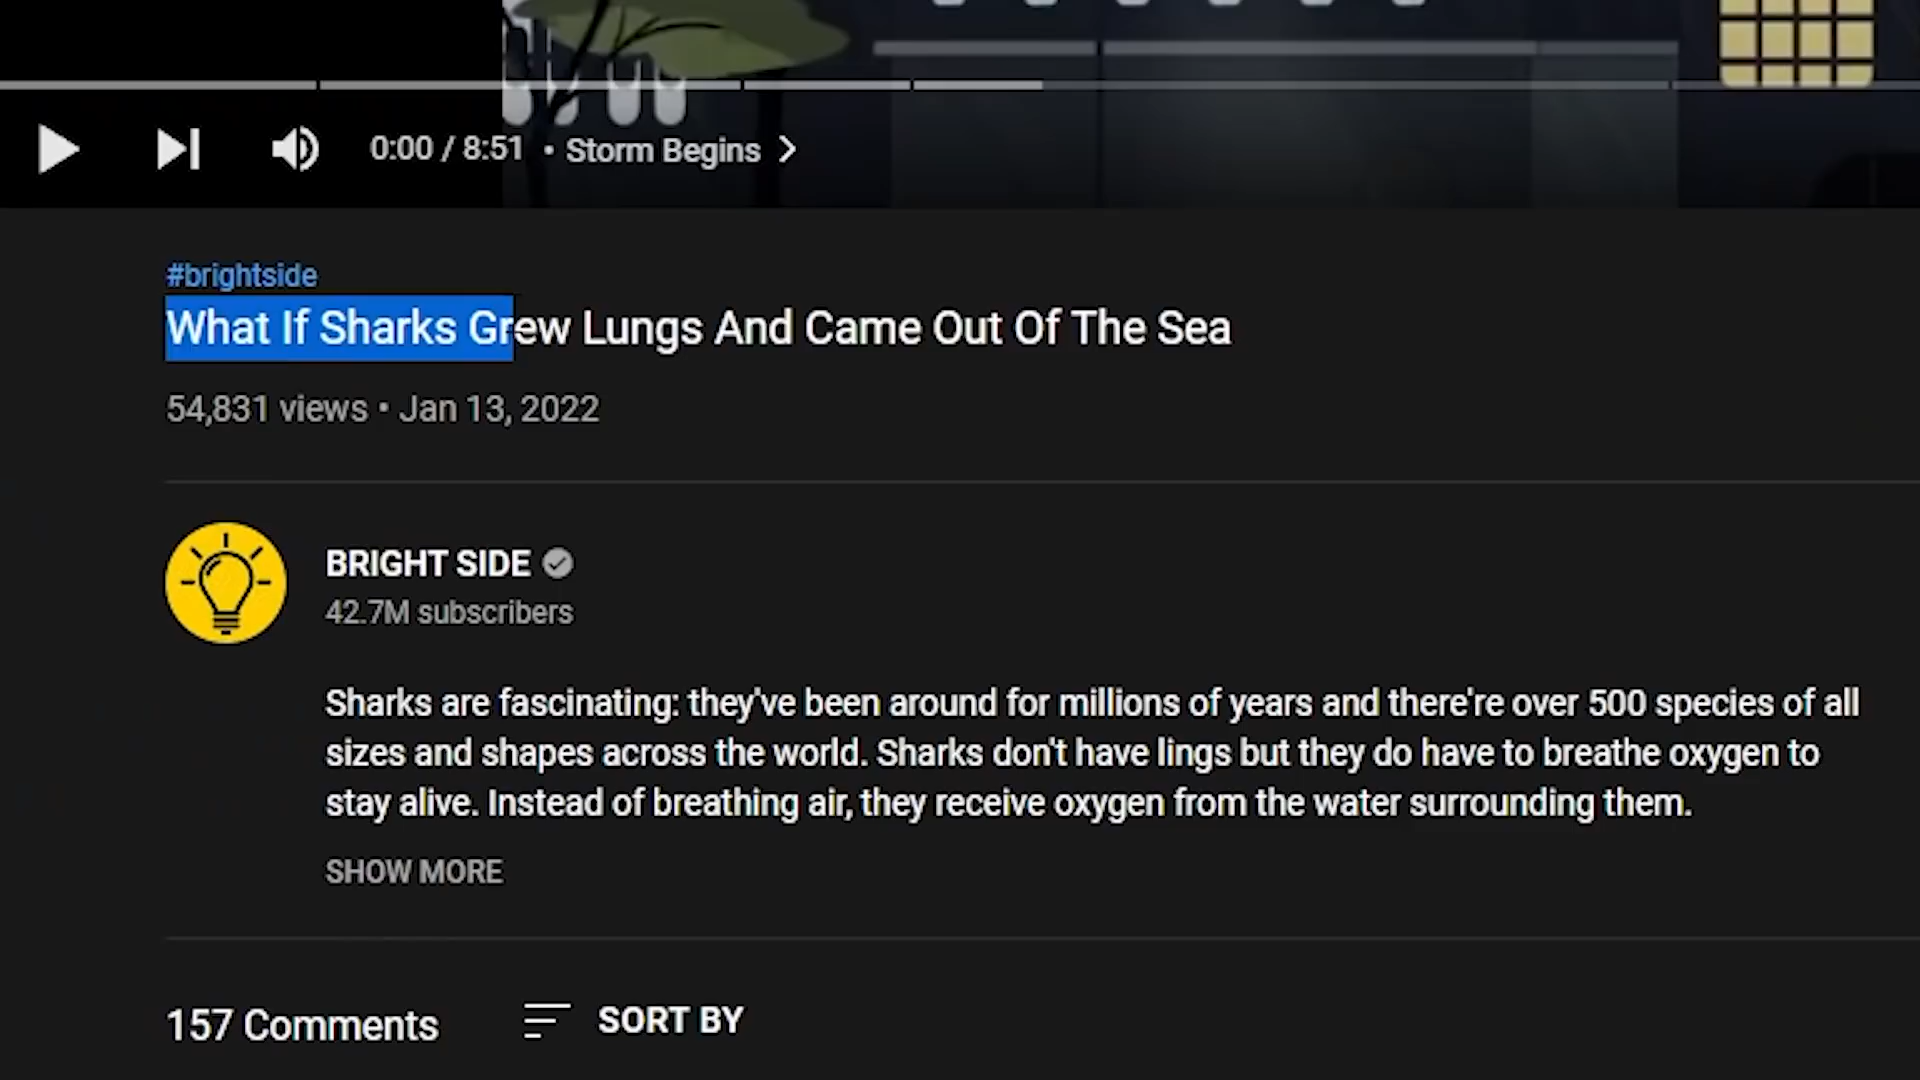 0:00 / 8:51 • Storm Begins
#brightside
What If Sharks Grew Lungs And Came Out Of The Sea
54,831 views • Jan 13, 2022
BRIGHT SIDE
42.7M subscribers
Sharks are fascinating: they've been around for millions of years and there're over 500 species of all
sizes and shapes across the world. Sharks don't have lings but they do have to breathe oxygen to
stay alive. Instead of breathing air, they receive oxygen from the water surrounding them.
SHOW MORE
157 Comments
SORT BY